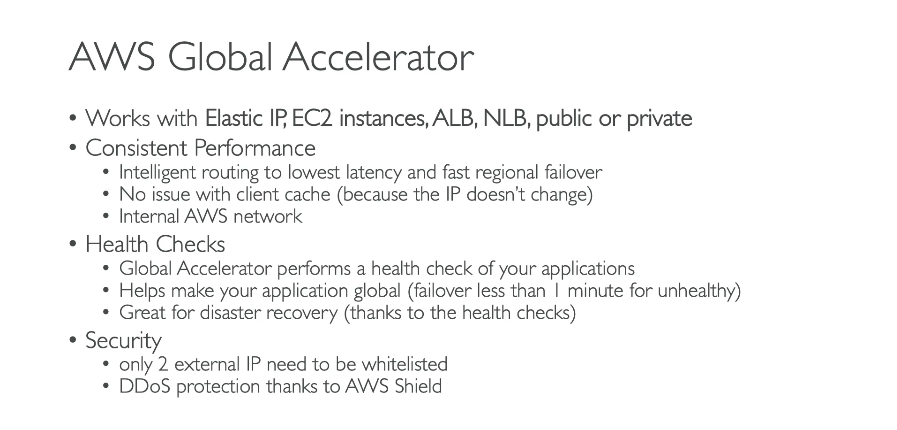 AWS Global Accelerator
• Works with Elastic IP, EC2 instances, ALB, NLB, public or private
• Consistent Performance
• Intelligent routing to lowest latency and fast regional failover
• No issue with client cache (because the IP doesn't change)
• Internal AWS network
• Health Checks
• Global Accelerator performs a health check of your applications
• Helps make your application global (failover less than 1 minute for unhealthy)
• Great for disaster recovery (thanks to the health checks)
• Security
• only 2 external IP need to be whitelisted
• DDoS protection thanks to AWS Shield